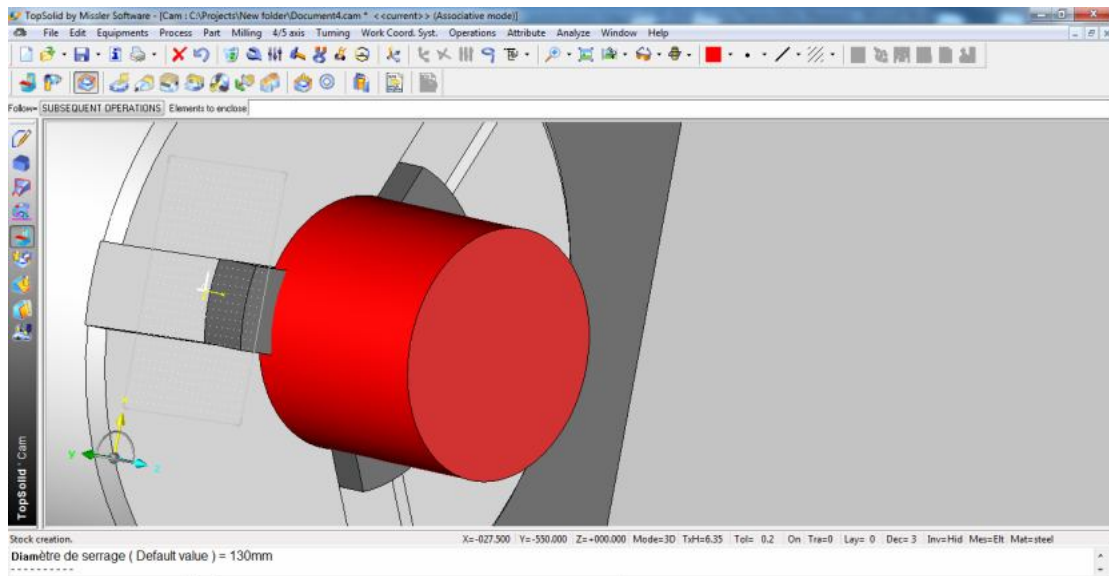 TopSolid by Missler Software - [Cam : C:\Projects\New folder\Document4.cam * <<current>> (Associative mode)]
File Edit Equipments Process Part Milling 4/5 axis Turning Work Coord. Syst. Operations Attribute Analyze Window Help
Follow= SUBSEQUENT OPERATIONS Elements to enclose
X
Y Z
TopSolid'Cam
Stock creation. X=-027.500 Y=-550.000 Z=+000.000 Mode=3D TxH=6.35 Tol= 0.2 On Tra=0 Lay= 0 Dec= 3 Inv=Hid Mes=Elt Mat=steel
Diamètre de serrage ( Default value ) = 130mm
----------